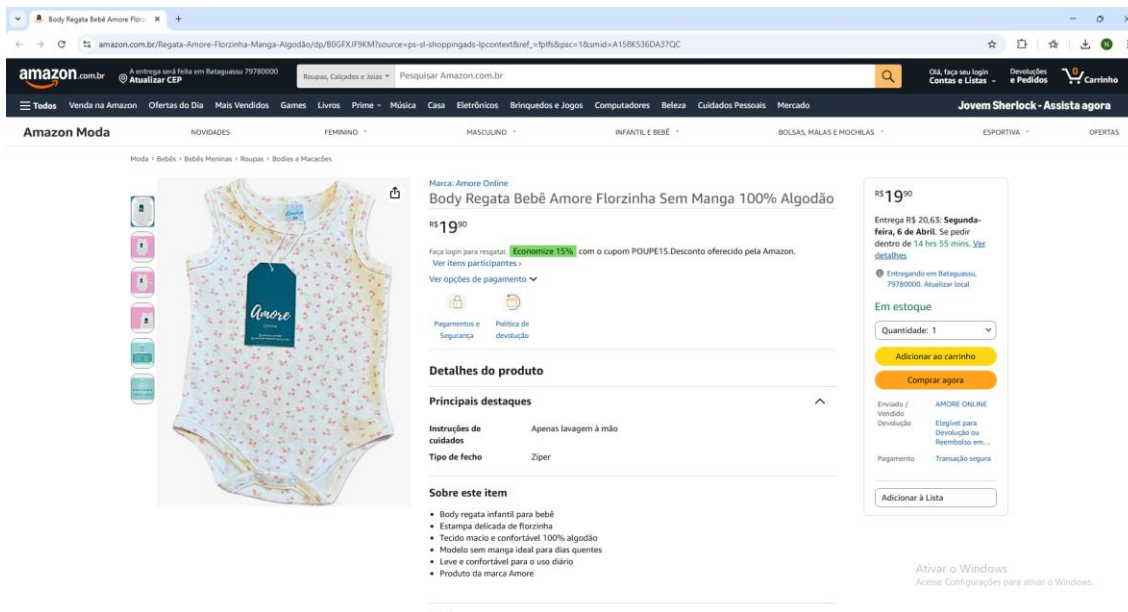 Body Regata Bebê Amore Florz
amazon.com.br/Regata-Amore-Florzinha-Manga-Algodão/dp/B0GFXJF9KM?source=ps-sl-shoppingads-lpcontext&ref_=fplfs&psc=1&smid=A158K536DA37QC
amazon.com.br
A entrega será feita em Bataguassu 79780000
Atualizar CEP
Roupas, Calçados e Joias
Pesquisar Amazon.com.br
Olá, faça seu login
Contas e Listas
Devoluções
e Pedidos
0
Carrinho
Todos Venda na Amazon Ofertas do Dia Mais Vendidos Games Livros Prime Música Casa Eletrônicos Brinquedos e Jogos Computadores Beleza Cuidados Pessoais Mercado
Jovem Sherlock - Assista agora
Amazon Moda NOVIDADES FEMININO MASCULINO INFANTIL E BEBÊ BOLSAS, MALAS E MOCHILAS ESPORTIVA OFERTAS
Moda › Bebês › Bebês Meninas › Roupas › Bodies e Macacões
Amore
Marca: Amore Online
Body Regata Bebê Amore Florzinha Sem Manga 100% Algodão
R$1990
Faça login para resgatar. Economize 15% com o cupom POUPE15.Desconto oferecido pela Amazon.
Ver itens participantes ›
Ver opções de pagamento
Pagamentos e
Segurança
Política de
devolução
Detalhes do produto
Principais destaques
Instruções de
cuidados
Apenas lavagem à mão
Tipo de fecho Zíper
Sobre este item
• Body regata infantil para bebê
• Estampa delicada de florzinha
• Tecido macio e confortável 100% algodão
• Modelo sem manga ideal para dias quentes
• Leve e confortável para o uso diário
• Produto da marca Amore
R$1990
Entrega R$ 20,63: Segunda-
feira, 6 de Abril. Se pedir
dentro de 14 hrs 55 mins. Ver
detalhes
Entregando em Bataguassu,
79780000. Atualizar local
Em estoque
Quantidade: 1
Adicionar ao carrinho
Comprar agora
Enviado /
Vendido
AMORE ONLINE
Devolução
Elegível para
Devolução ou
Reembolso em...
Pagamento Transação segura
Adicionar à Lista
Ativar o Windows
Acesse Configurações para ativar o Windows.